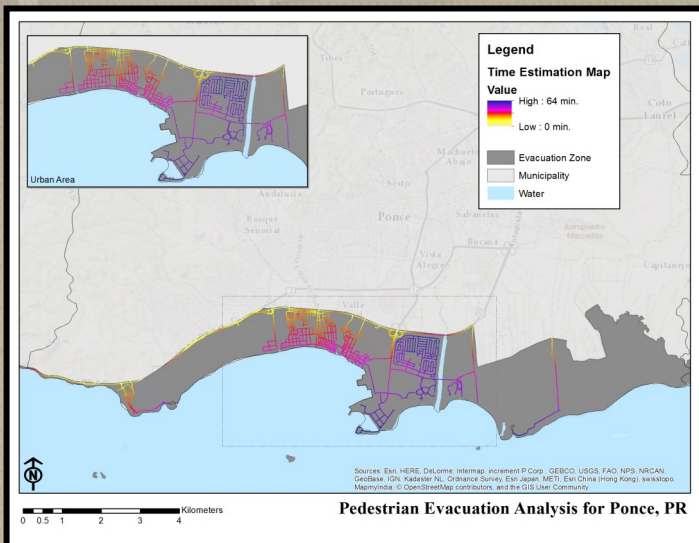 Legend
Time Estimation Map
Value
High : 64 min.
Low : 0 min.
Evacuation Zone
Municipality
Water
Urban Area
Real
Tibes
Portugues
Coto
Laurel
Machuelo
Abajo
Sexto
Andalucia
Bosque
Señorial
Ponce
Sabanetas
Bucana
Vista
Alegre
Aeropuerto
Mercedita
Capitanejo
Valle
Sources: Esri, HERE, DeLorme, Intermap, increment P Corp., GEBCO, USGS, FAO, NPS, NRCAN,
GeoBase, IGN, Kadaster NL, Ordnance Survey, Esri Japan, METI, Esri China (Hong Kong), swisstopo,
MapmyIndia, © OpenStreetMap contributors, and the GIS User Community
N
0 0.5 1 2 3 4 Kilometers
Pedestrian Evacuation Analysis for Ponce, PR